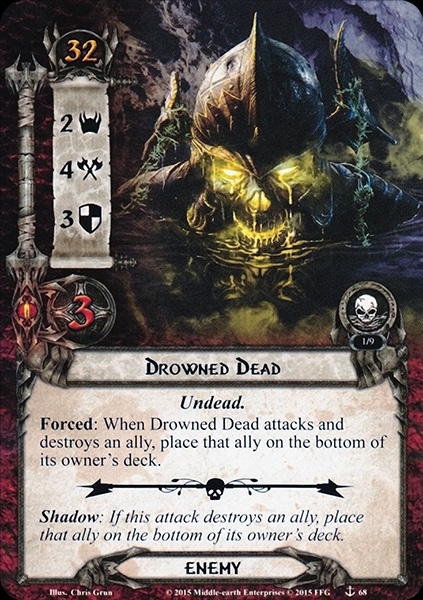 32
2
4
3
3
1/9
Drowned Dead
Undead.
Forced: When Drowned Dead attacks and
destroys an ally, place that ally on the bottom of
its owner's deck.
Shadow: If this attack destroys an ally, place
that ally on the bottom of its owner's deck.
ENEMY
Illus. Chris Grun
© 2015 Middle-earth Enterprises © 2015 FFG
68